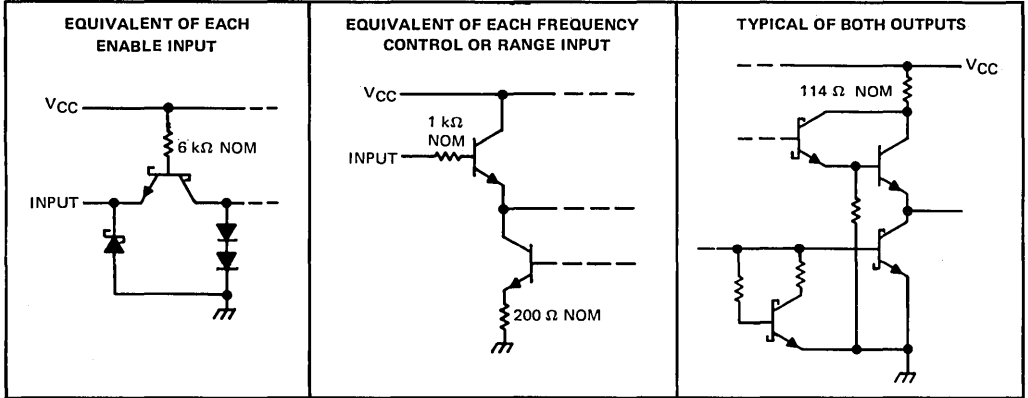 EQUIVALENT OF EACH
ENABLE INPUT
VCC
6 kΩ NOM
INPUT
EQUIVALENT OF EACH FREQUENCY
CONTROL OR RANGE INPUT
VCC
1 kΩ
NOM
INPUT
200 Ω NOM
TYPICAL OF BOTH OUTPUTS
VCC
114 Ω NOM